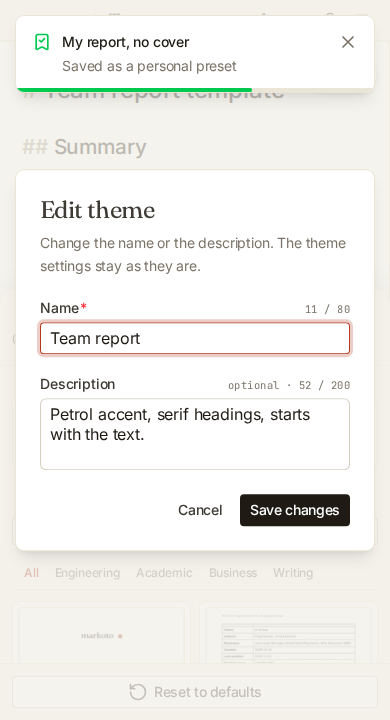 My report, no cover
Saved as a personal preset
# Team report template
## Summary
Edit theme
Change the name or the description. The theme
settings stay as they are.
Name*
11 / 80
Team report
Description
optional · 52 / 200
Petrol accent, serif headings, starts
with the text.
Cancel
Save changes
All
Engineering
Academic
Business
Writing
markoto
Reset to defaults